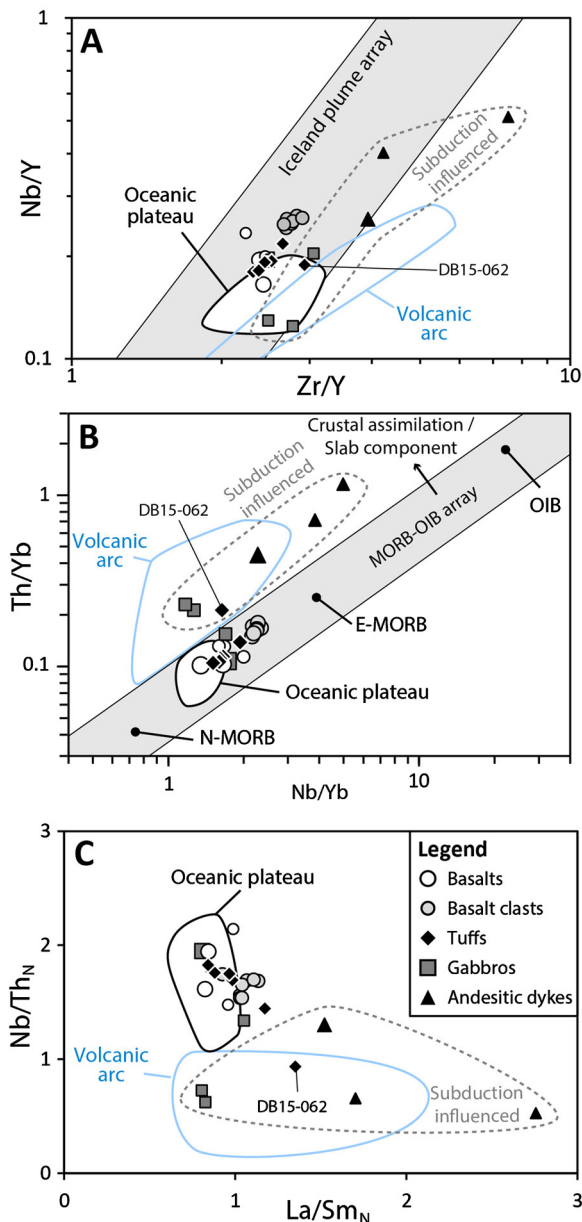 A
1
Nb/Y
0.1
Iceland plume array
Oceanic
plateau
Subduction
influenced
DB15-062
Volcanic
arc
1
Zr/Y
10
B
Crustal assimilation /
Slab component
Subduction
influenced
DB15-062
Volcanic
arc
MORB-OIB array
OIB
E-MORB
Oceanic plateau
N-MORB
Th/Yb
1
0.1
1
10
Nb/Yb
C
3
2
1
0
Nb/ThN
Oceanic plateau
Legend
Basalts
Basalt clasts
Tuffs
Gabbros
Andesitic dykes
Volcanic
arc
DB15-062
Subduction
influenced
0
1
2
3
La/SmN